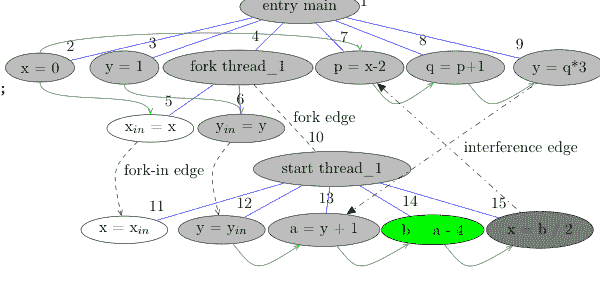 entry main
1
2
3
4
7
8
9
x = 0
y = 1
fork thread_1
p = x-2
q = p+1
y = q*3
;
5
6
x_in = x
y_in = y
fork edge
10
interference edge
fork-in edge
start thread_1
11
12
13
14
15
x = x_in
y = y_in
a = y + 1
b = a - 4
x = b / 2